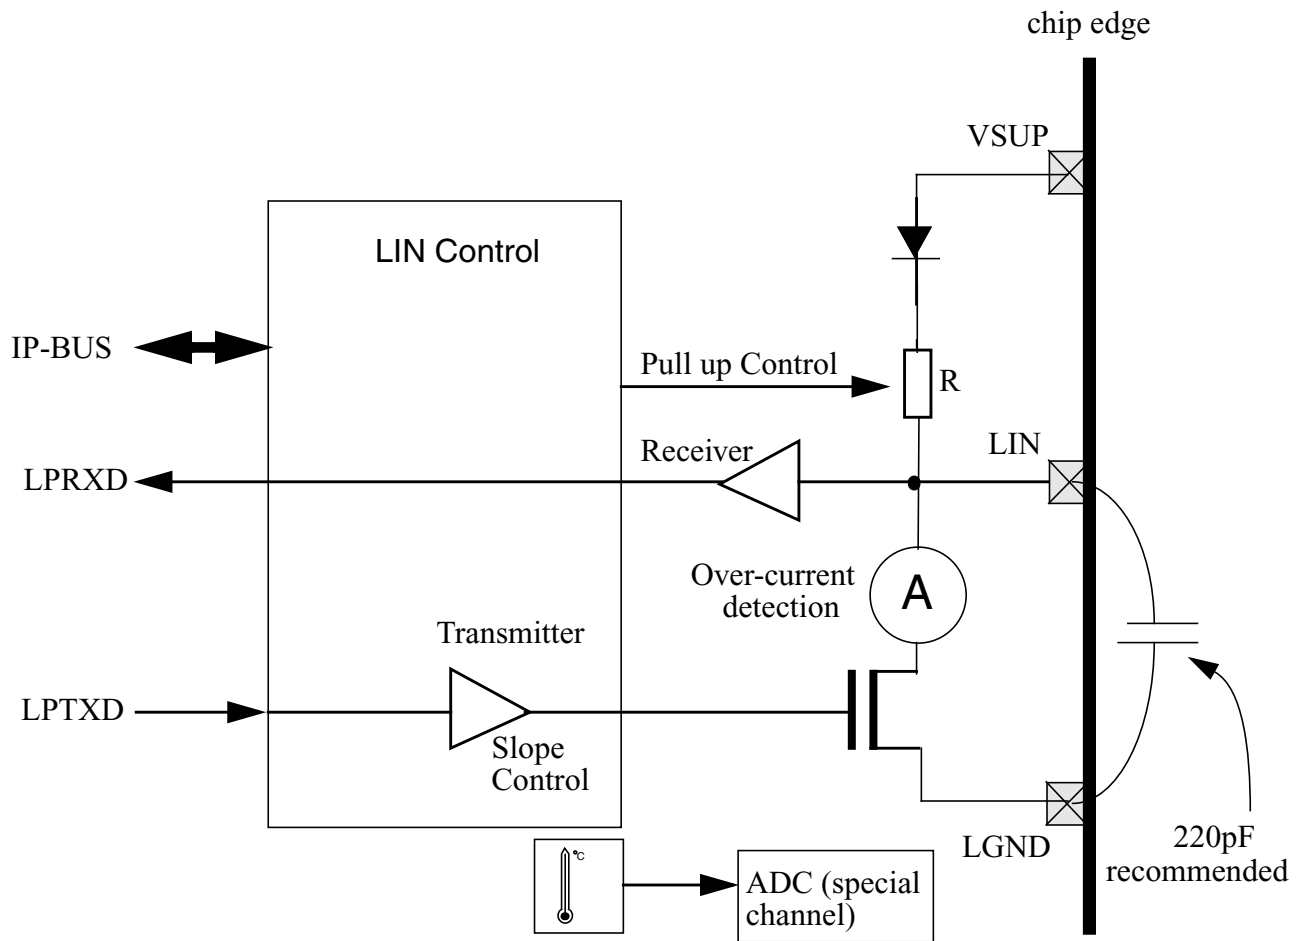 chip edge
VSUP
LIN Control
IP-BUS
Pull up Control
R
Receiver
LIN
LPRXD
Over-current
detection
A
Transmitter
LPTXD
Slope
Control
LGND
220pF
recommended
°C
ADC (special
channel)